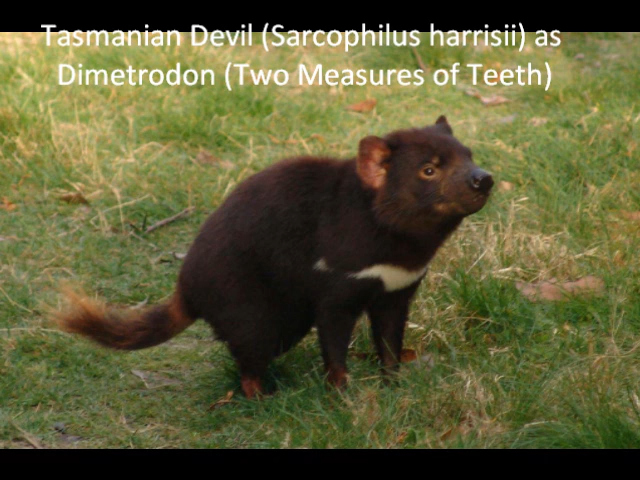 Tasmanian Devil (Sarcophilus harrisii) as
Dimetrodon (Two Measures of Teeth)